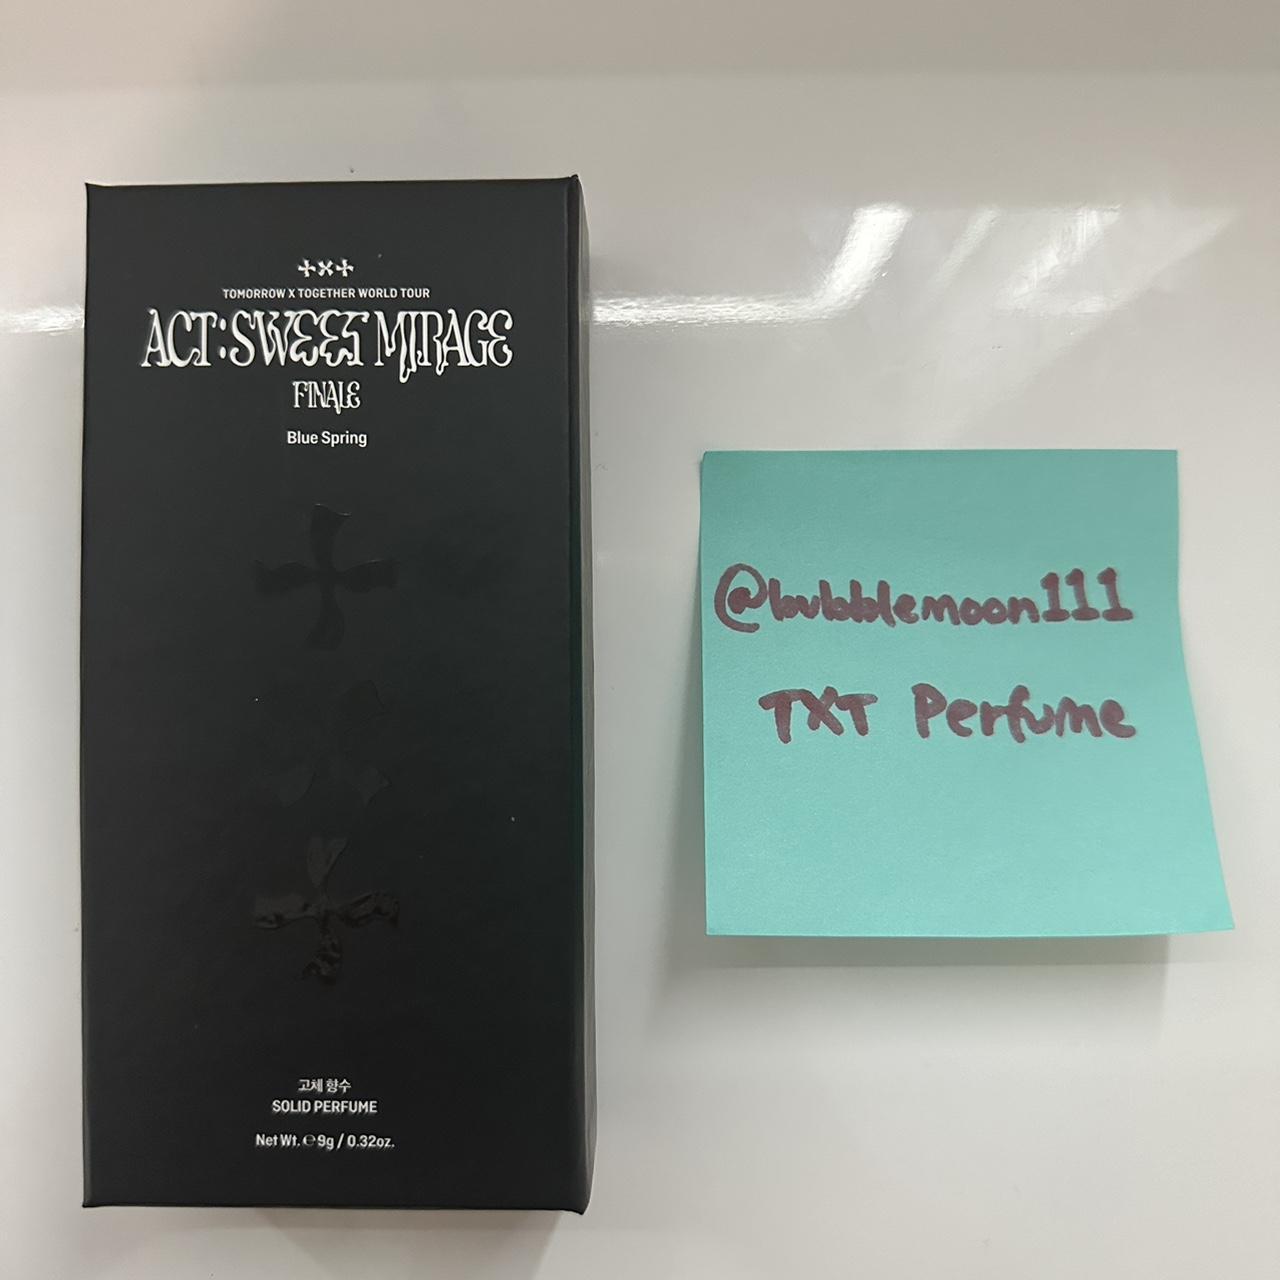 TXT
TOMORROW X TOGETHER WORLD TOUR
ACT:SWEET MIRAGE
FINALE
Blue Spring
고체 향수
SOLID PERFUME
Net Wt. ℮ 9g / 0.32oz.
@bubblemoon111
TXT Perfume